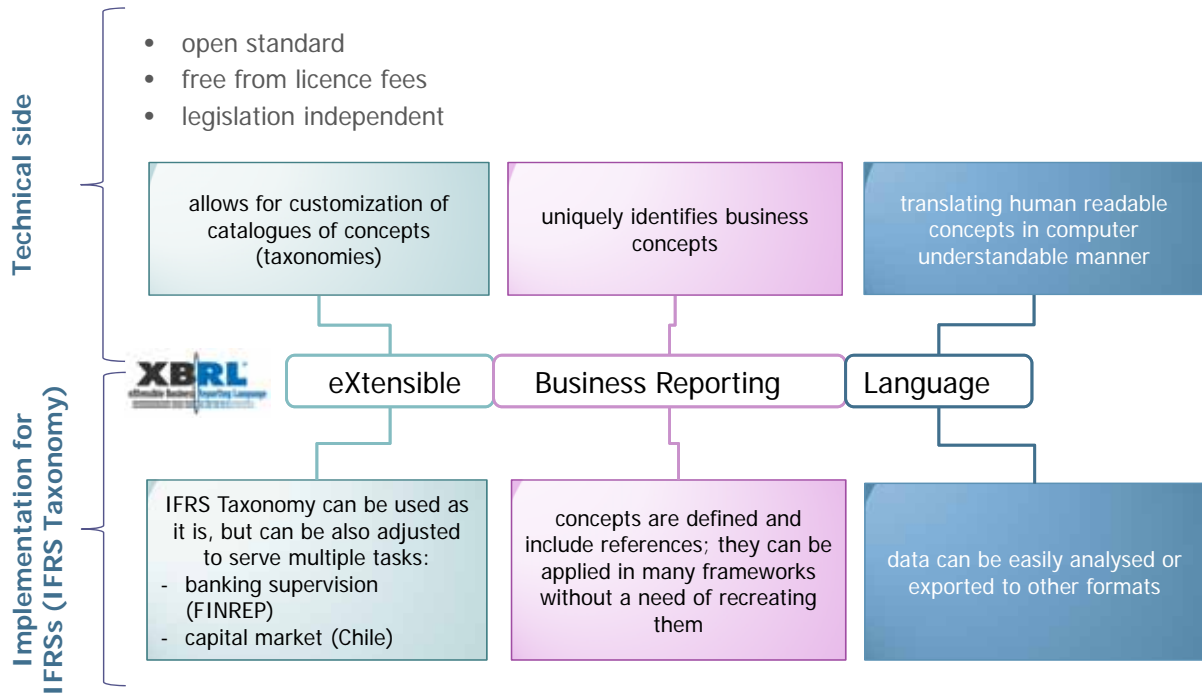 Technical side
• open standard
• free from licence fees
• legislation independent
allows for customization of
catalogues of concepts
(taxonomies)
uniquely identifies business
concepts
translating human readable
concepts in computer
understandable manner
XBRL
eXtensible Business Reporting Language
eXtensible
Business Reporting
Language
Implementation for
IFRSs (IFRS Taxonomy)
IFRS Taxonomy can be used as
it is, but can be also adjusted
to serve multiple tasks:
- banking supervision
(FINREP)
- capital market (Chile)
concepts are defined and
include references; they can be
applied in many frameworks
without a need of recreating
them
data can be easily analysed or
exported to other formats